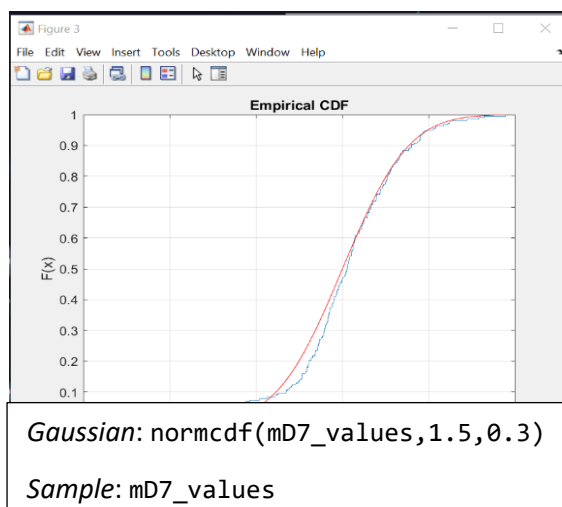 Figure 3
File Edit View Insert Tools Desktop Window Help
Empirical CDF
1
0.9
0.8
0.7
0.6
0.5
0.4
0.3
0.2
0.1
F(x)
Gaussian: normcdf(mD7_values,1.5,0.3)
Sample: mD7_values